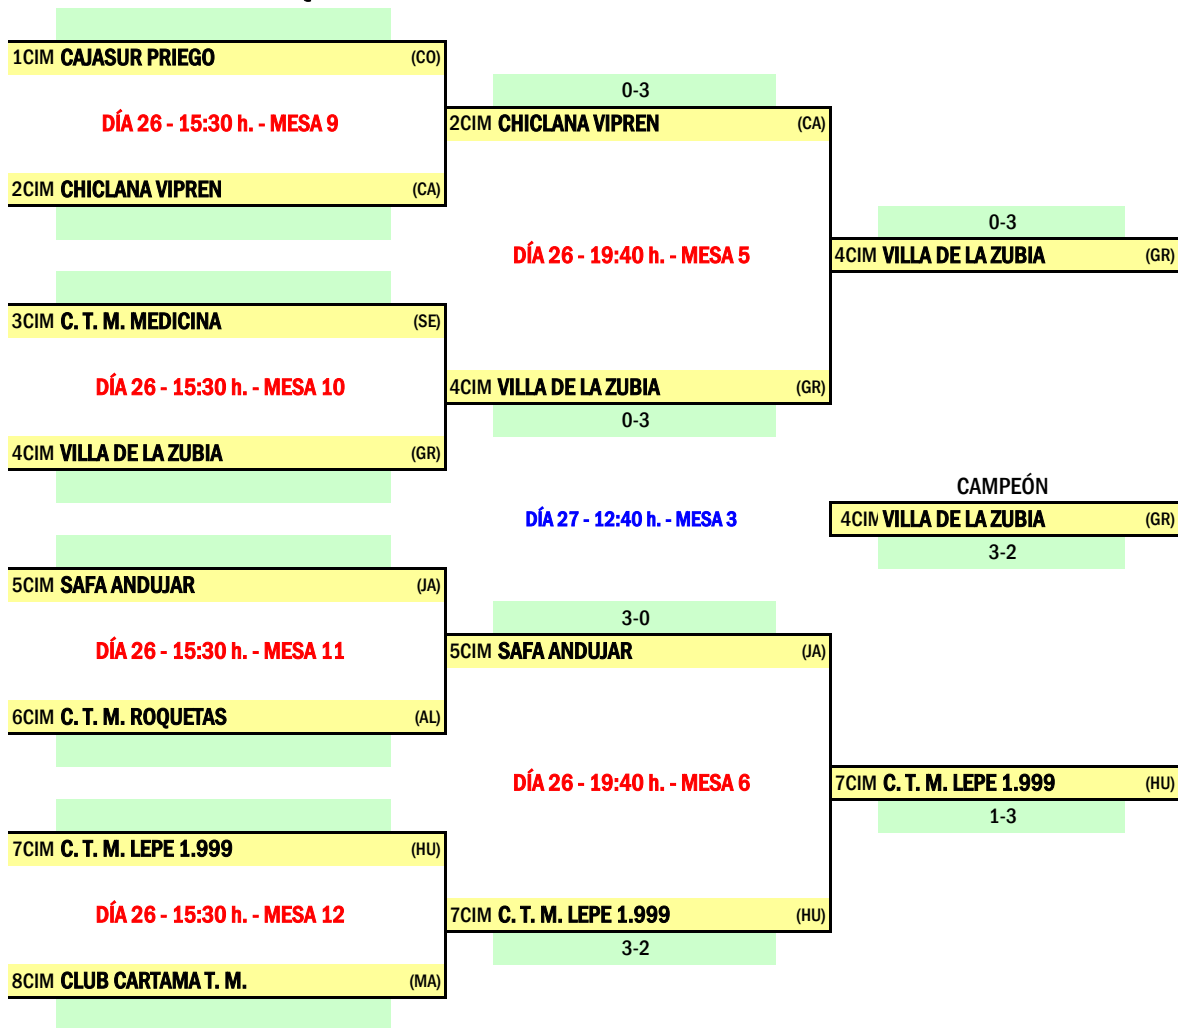 1CIM CAJASUR PRIEGO (CO)
0-3
DÍA 26 - 15:30 h. - MESA 9
2CIM CHICLANA VIPREN (CA)
2CIM CHICLANA VIPREN (CA)
0-3
DÍA 26 - 19:40 h. - MESA 5
4CIM VILLA DE LA ZUBIA (GR)
3CIM C. T. M. MEDICINA (SE)
DÍA 26 - 15:30 h. - MESA 10
4CIM VILLA DE LA ZUBIA (GR)
0-3
4CIM VILLA DE LA ZUBIA (GR)
CAMPEÓN
DÍA 27 - 12:40 h. - MESA 3
4CIM VILLA DE LA ZUBIA (GR)
3-2
5CIM SAFA ANDUJAR (JA)
3-0
DÍA 26 - 15:30 h. - MESA 11
5CIM SAFA ANDUJAR (JA)
6CIM C. T. M. ROQUETAS (AL)
DÍA 26 - 19:40 h. - MESA 6
7CIM C. T. M. LEPE 1.999 (HU)
1-3
7CIM C. T. M. LEPE 1.999 (HU)
DÍA 26 - 15:30 h. - MESA 12
7CIM C. T. M. LEPE 1.999 (HU)
3-2
8CIM CLUB CARTAMA T. M. (MA)